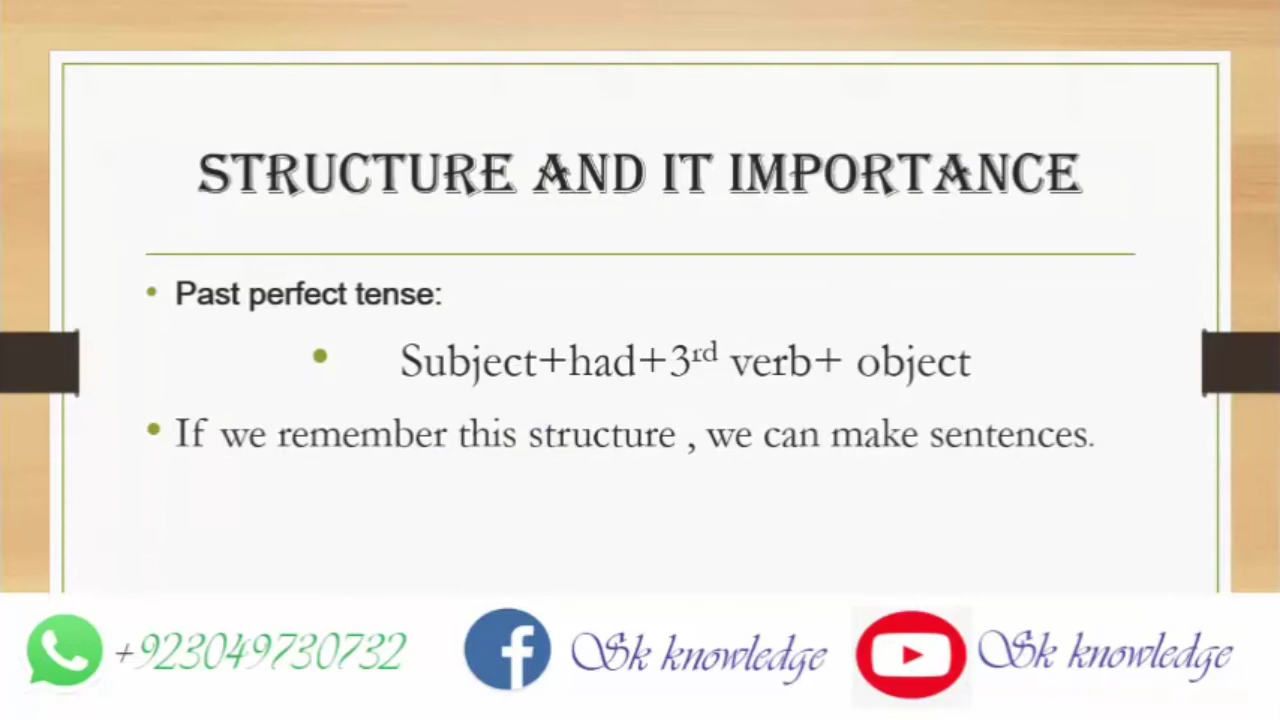 STRUCTURE AND IT IMPORTANCE
• Past perfect tense:
• Subject+had+3rd verb+ object
• If we remember this structure , we can make sentences.
+923049730732 Sk knowledge Sk knowledge